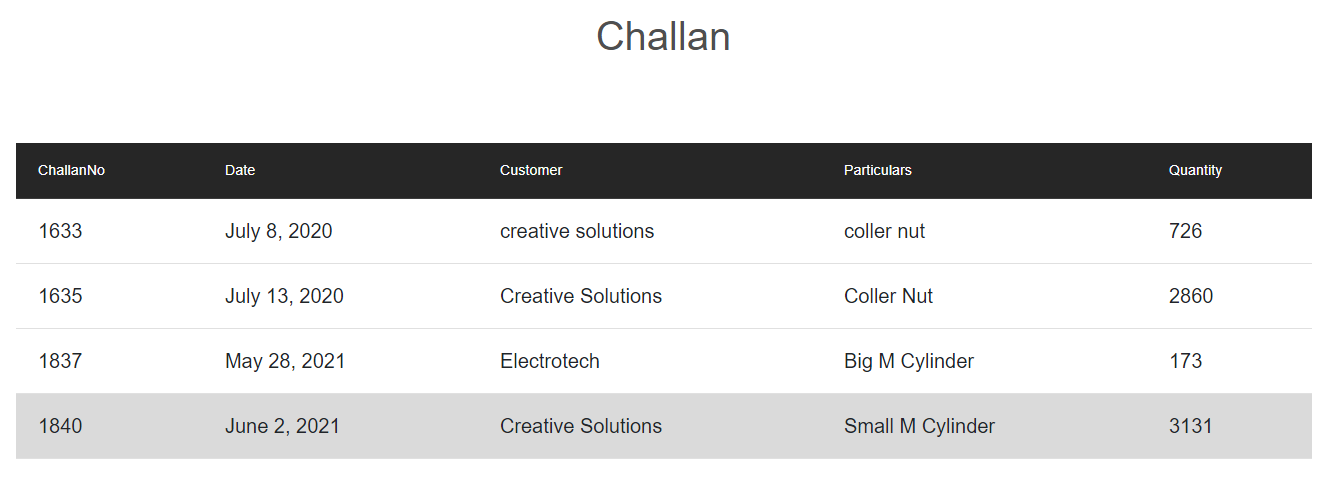 Challan
ChallanNo Date Customer Particulars Quantity
1633 July 8, 2020 creative solutions coller nut 726
1635 July 13, 2020 Creative Solutions Coller Nut 2860
1837 May 28, 2021 Electrotech Big M Cylinder 173
1840 June 2, 2021 Creative Solutions Small M Cylinder 3131